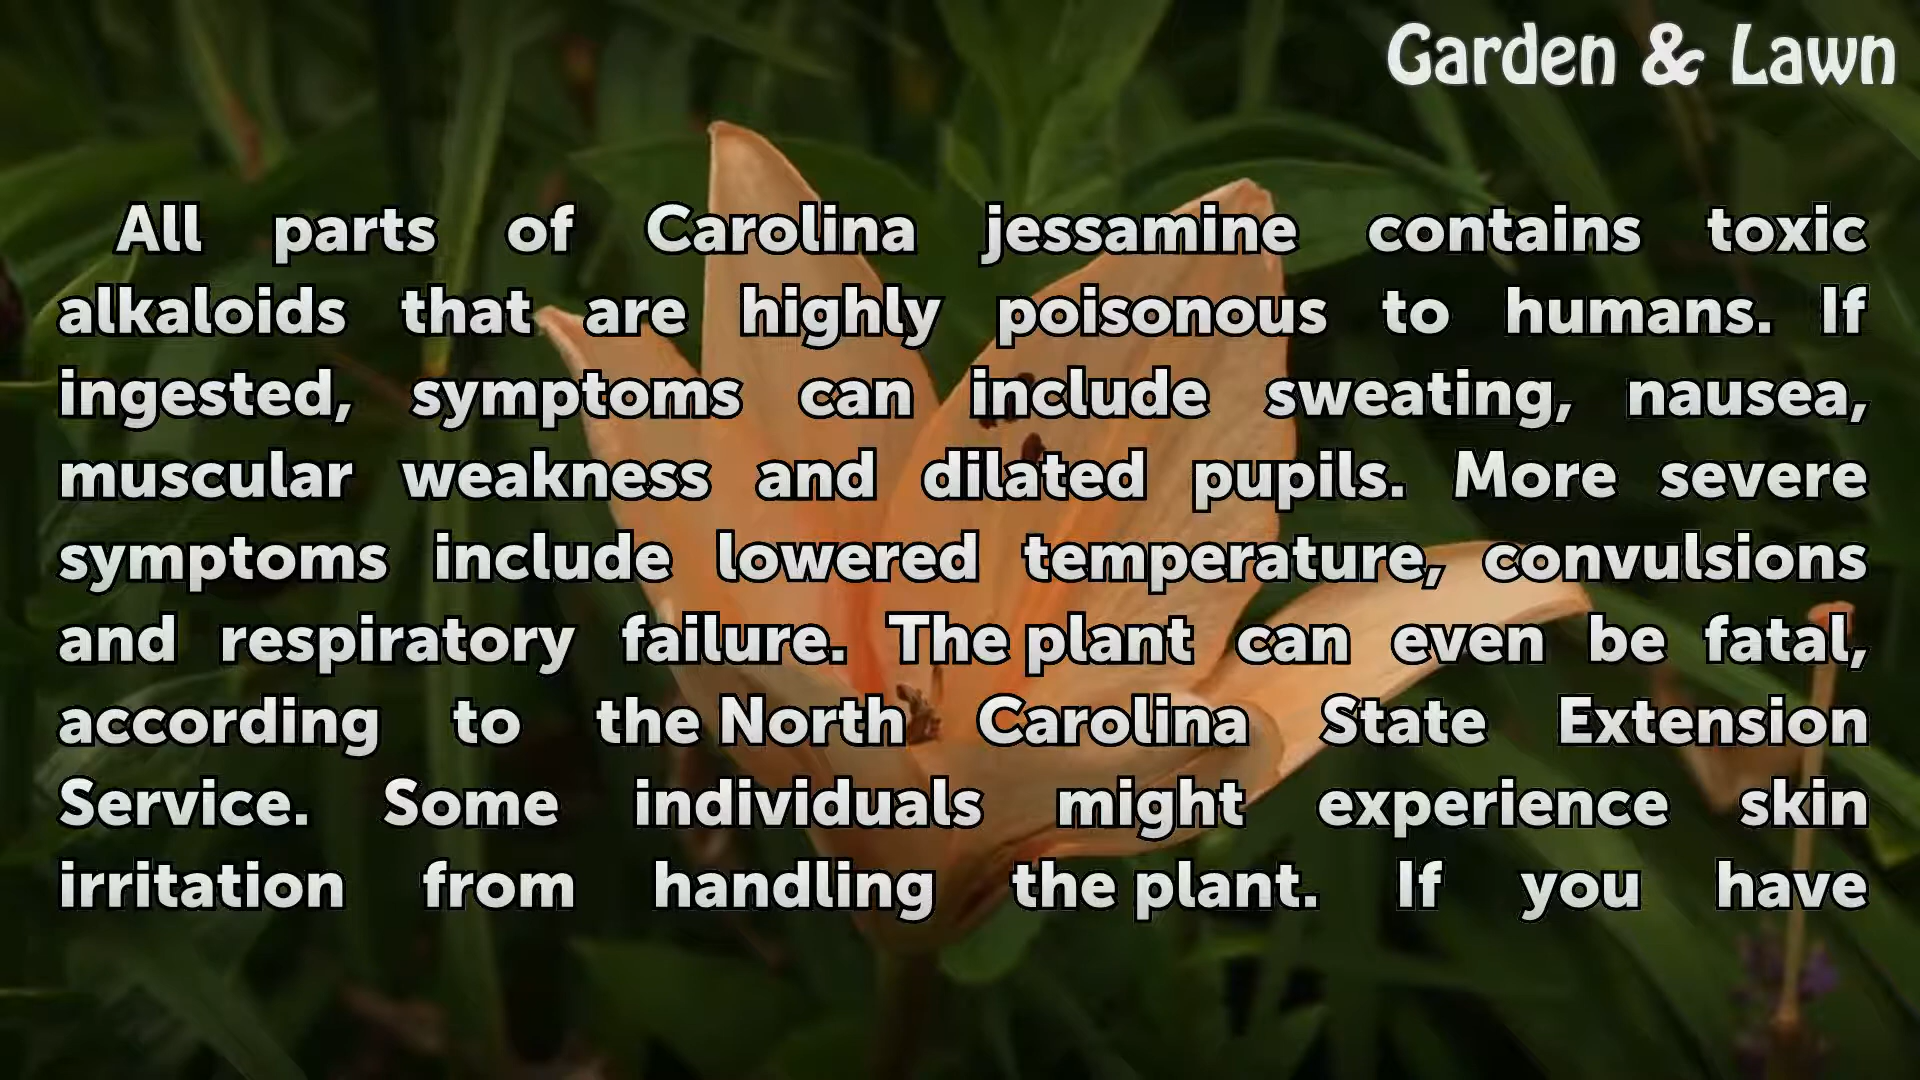 Garden & Lawn
All parts of Carolina jessamine contains toxic
alkaloids that are highly poisonous to humans. If
ingested, symptoms can include sweating, nausea,
muscular weakness and dilated pupils. More severe
symptoms include lowered temperature, convulsions
and respiratory failure. The plant can even be fatal,
according to the North Carolina State Extension
Service. Some individuals might experience skin
irritation from handling the plant. If you have